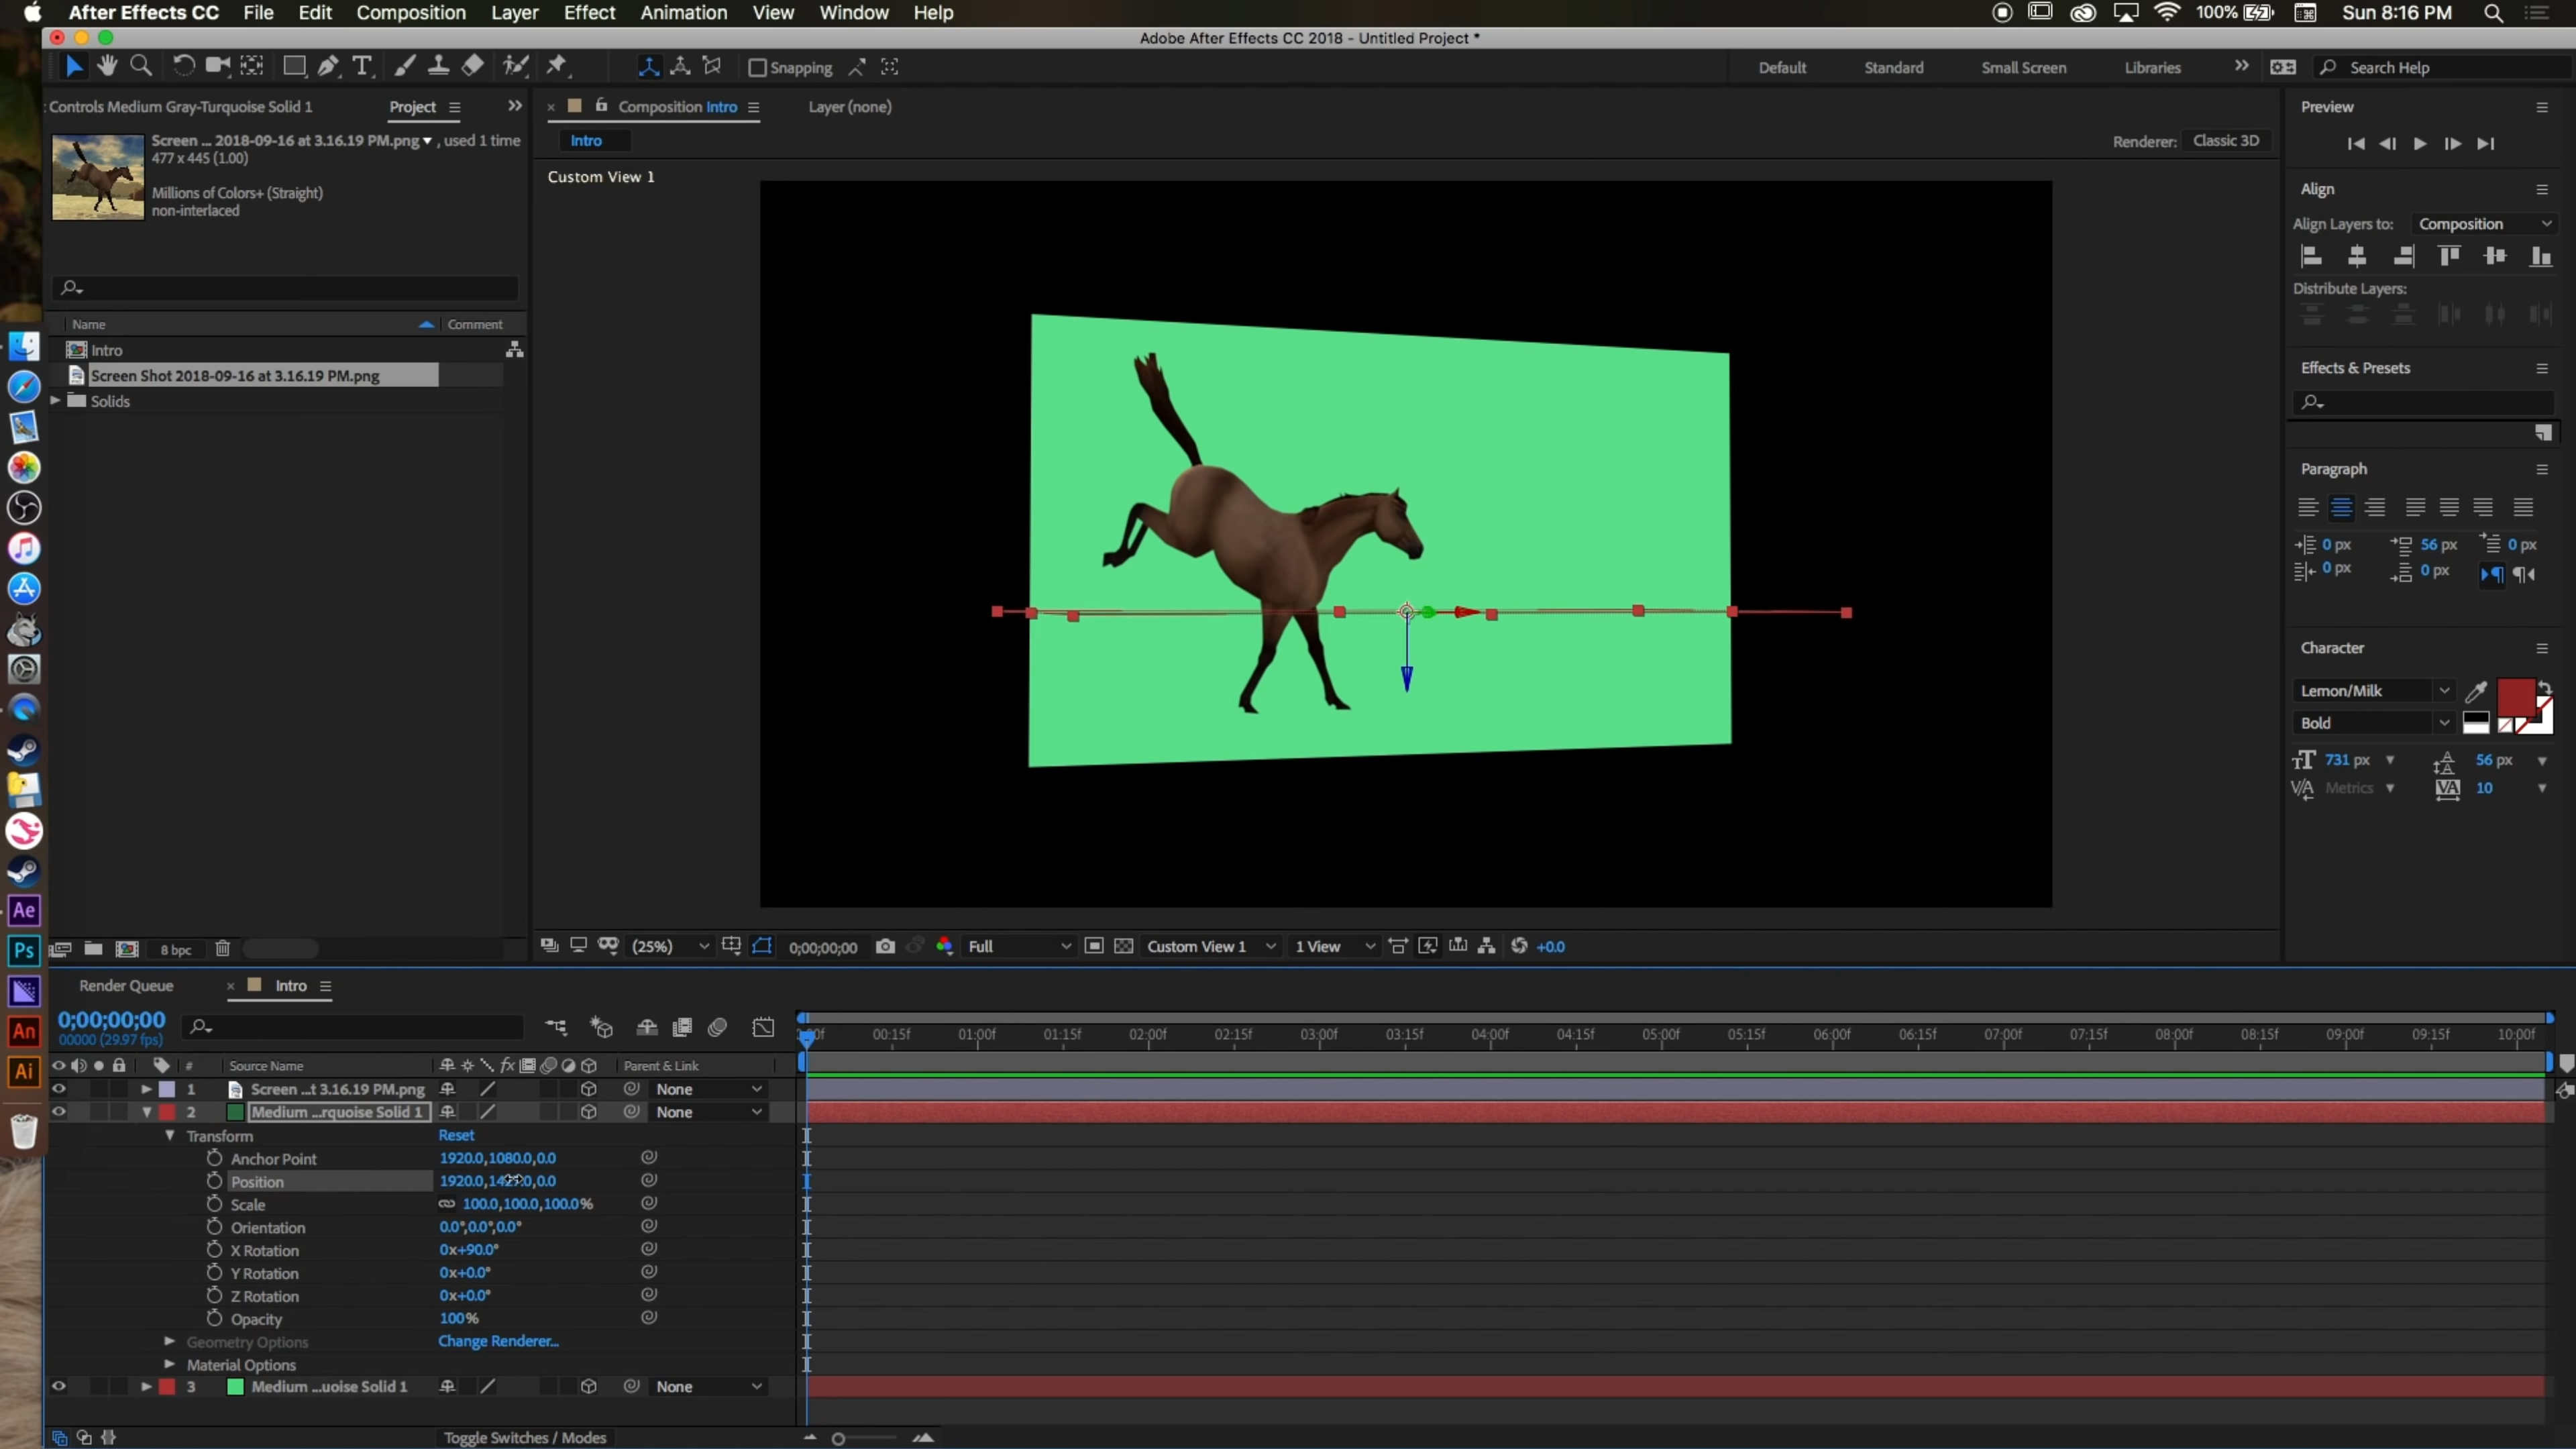 After Effects CC File Edit Composition Layer Effect Animation View Window Help 100% Sun 8:16 PM
Adobe After Effects CC 2018 - Untitled Project *
Snapping Default Standard Small Screen Libraries Search Help
Controls Medium Gray-Turquoise Solid 1 Project Composition Intro Layer (none) Preview
Screen ... 2018-09-16 at 3.16.19 PM.png, used 1 time
477 x 445 (1.00)
Millions of Colors+ (Straight)
non-interlaced
Intro Renderer: Classic 3D
Custom View 1
Align
Align Layers to: Composition
Distribute Layers:
Name Comment
Intro
Screen Shot 2018-09-16 at 3.16.19 PM.png
Solids
Effects & Presets
Paragraph
0 px 56 px 0 px
0 px 0 px
Character
Lemon/Milk
Bold
731 px 56 px
Metrics 10
8 bpc (25%) 0;00;00;00 Full Custom View 1 1 View +0.0
Render Queue Intro
0;00;00;00
00000 (29.97 fps)
00f 00:15f 01:00f 01:15f 02:00f 02:15f 03:00f 03:15f 04:00f 04:15f 05:00f 05:15f 06:00f 06:15f 07:00f 07:15f 08:00f 08:15f 09:00f 09:15f 10:00f
# Source Name fx Parent & Link
1 Screen ...t 3.16.19 PM.png None
2 Medium ...rquoise Solid 1 None
Transform Reset
Anchor Point 1920.0,1080.0,0.0
Position 1920.0, ,0.0
Scale 100.0,100.0,100.0%
Orientation 0.0°,0.0°,0.0°
X Rotation 0x+90.0°
Y Rotation 0x+0.0°
Z Rotation 0x+0.0°
Opacity 100%
Geometry Options Change Renderer...
Material Options
3 Medium ...uoise Solid 1 None
Toggle Switches / Modes
Ae
Ps
An
Ai